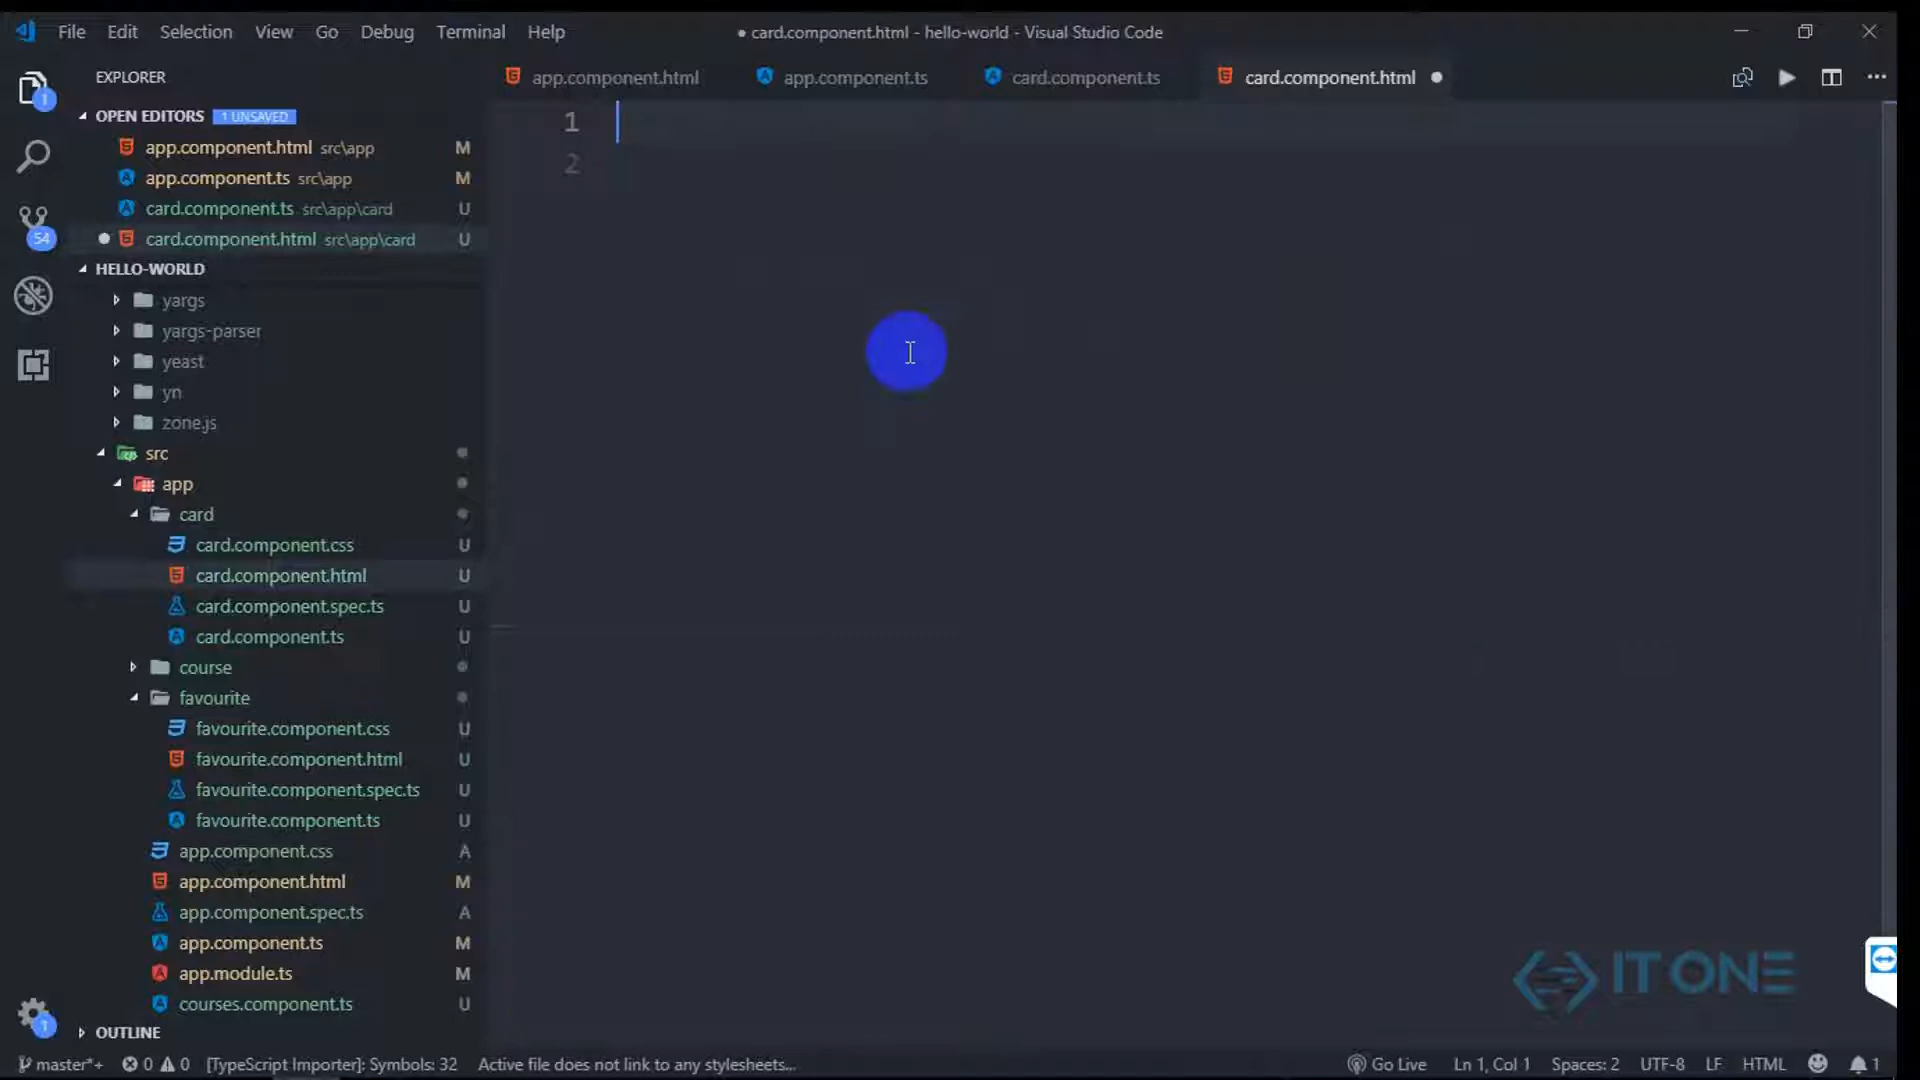 File Edit Selection View Go Debug Terminal Help
● card.component.html - hello-world - Visual Studio Code
EXPLORER
app.component.html app.component.ts card.component.ts card.component.html
1
OPEN EDITORS 1 UNSAVED
app.component.html src\app M
app.component.ts src\app M
card.component.ts src\app\card U
card.component.html src\app\card U
54
HELLO-WORLD
yargs
yargs-parser
yeast
yn
zone.js
src
app
card
card.component.css U
card.component.html U
card.component.spec.ts U
card.component.ts U
course
favourite
favourite.component.css U
favourite.component.html U
favourite.component.spec.ts U
favourite.component.ts U
app.component.css A
app.component.html M
app.component.spec.ts A
app.component.ts M
app.module.ts M
courses.component.ts U
1
OUTLINE
1
2
IT ONE
master*+ 0 0 [TypeScript Importer]: Symbols: 32 Active file does not link to any stylesheets... Go Live Ln 1, Col 1 Spaces: 2 UTF-8 LF HTML 1